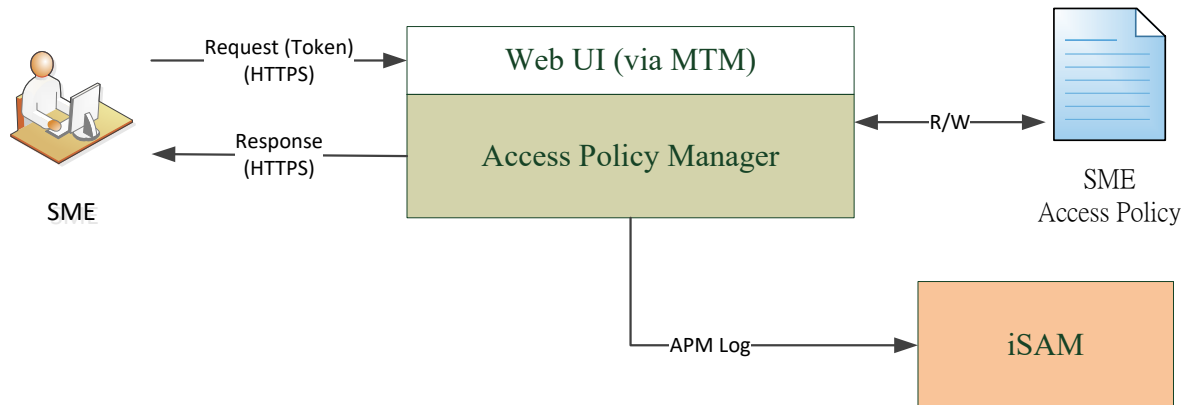 Request (Token)
(HTTPS)
Web UI (via MTM)
Response
(HTTPS)
Access Policy Manager
R/W
SME
SME
Access Policy
APM Log
iSAM